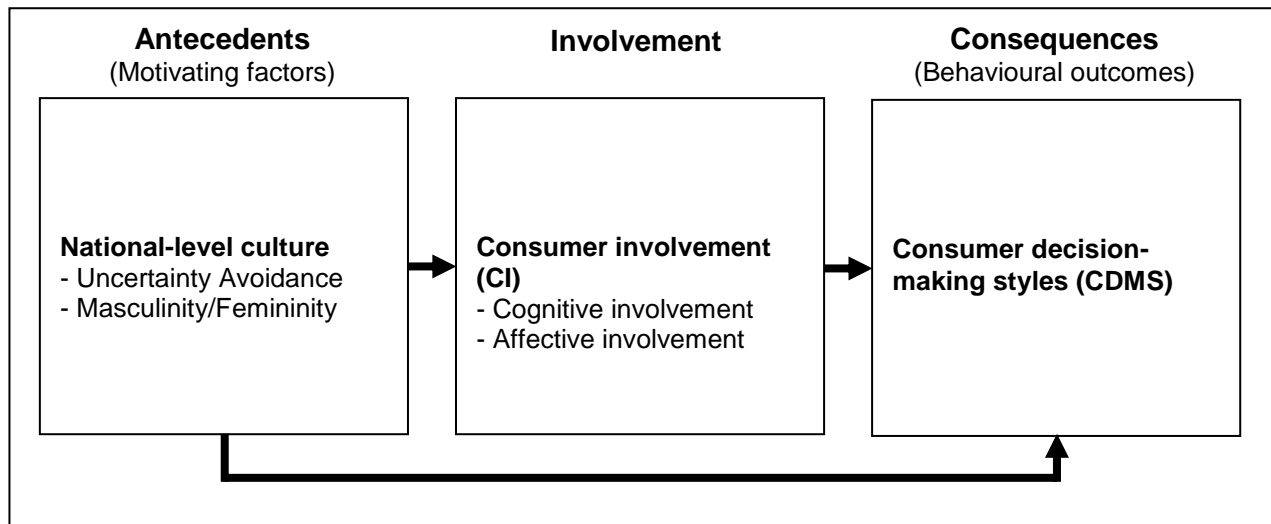 Antecedents
(Motivating factors)
Involvement
Consequences
(Behavioural outcomes)
National-level culture
- Uncertainty Avoidance
- Masculinity/Femininity
Consumer involvement
(CI)
- Cognitive involvement
- Affective involvement
Consumer decision-
making styles (CDMS)